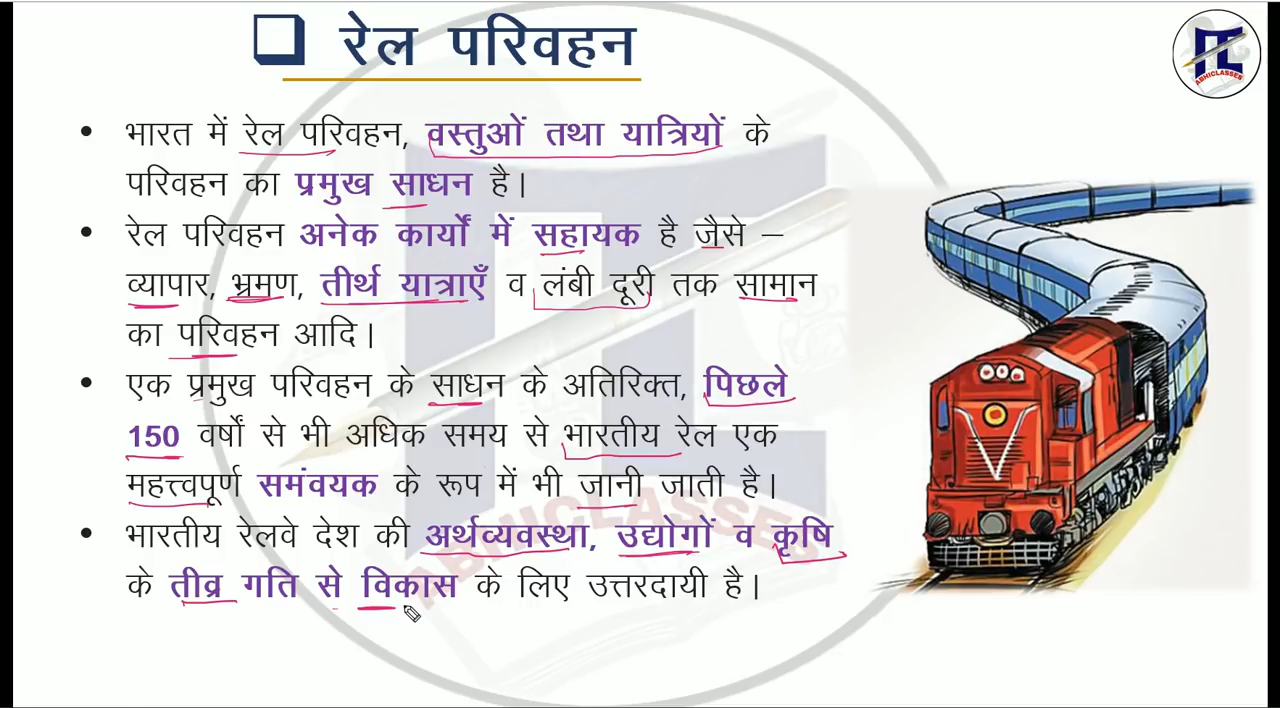 ❑ रेल परिवहन
ABHICLASSES
• भारत में रेल परिवहन, वस्तुओं तथा यात्रियों के
परिवहन का प्रमुख साधन है।
• रेल परिवहन अनेक कार्यों में सहायक है जैसे –
व्यापार, भ्रमण, तीर्थ यात्राएँ व लंबी दूरी तक सामान
का परिवहन आदि।
• एक प्रमुख परिवहन के साधन के अतिरिक्त, पिछले
150 वर्षों से भी अधिक समय से भारतीय रेल एक
महत्त्वपूर्ण समंवयक के रूप में भी जानी जाती है।
• भारतीय रेलवे देश की अर्थव्यवस्था, उद्योगों व कृषि
के तीव्र गति से विकास के लिए उत्तरदायी है।
ABHICLASSES